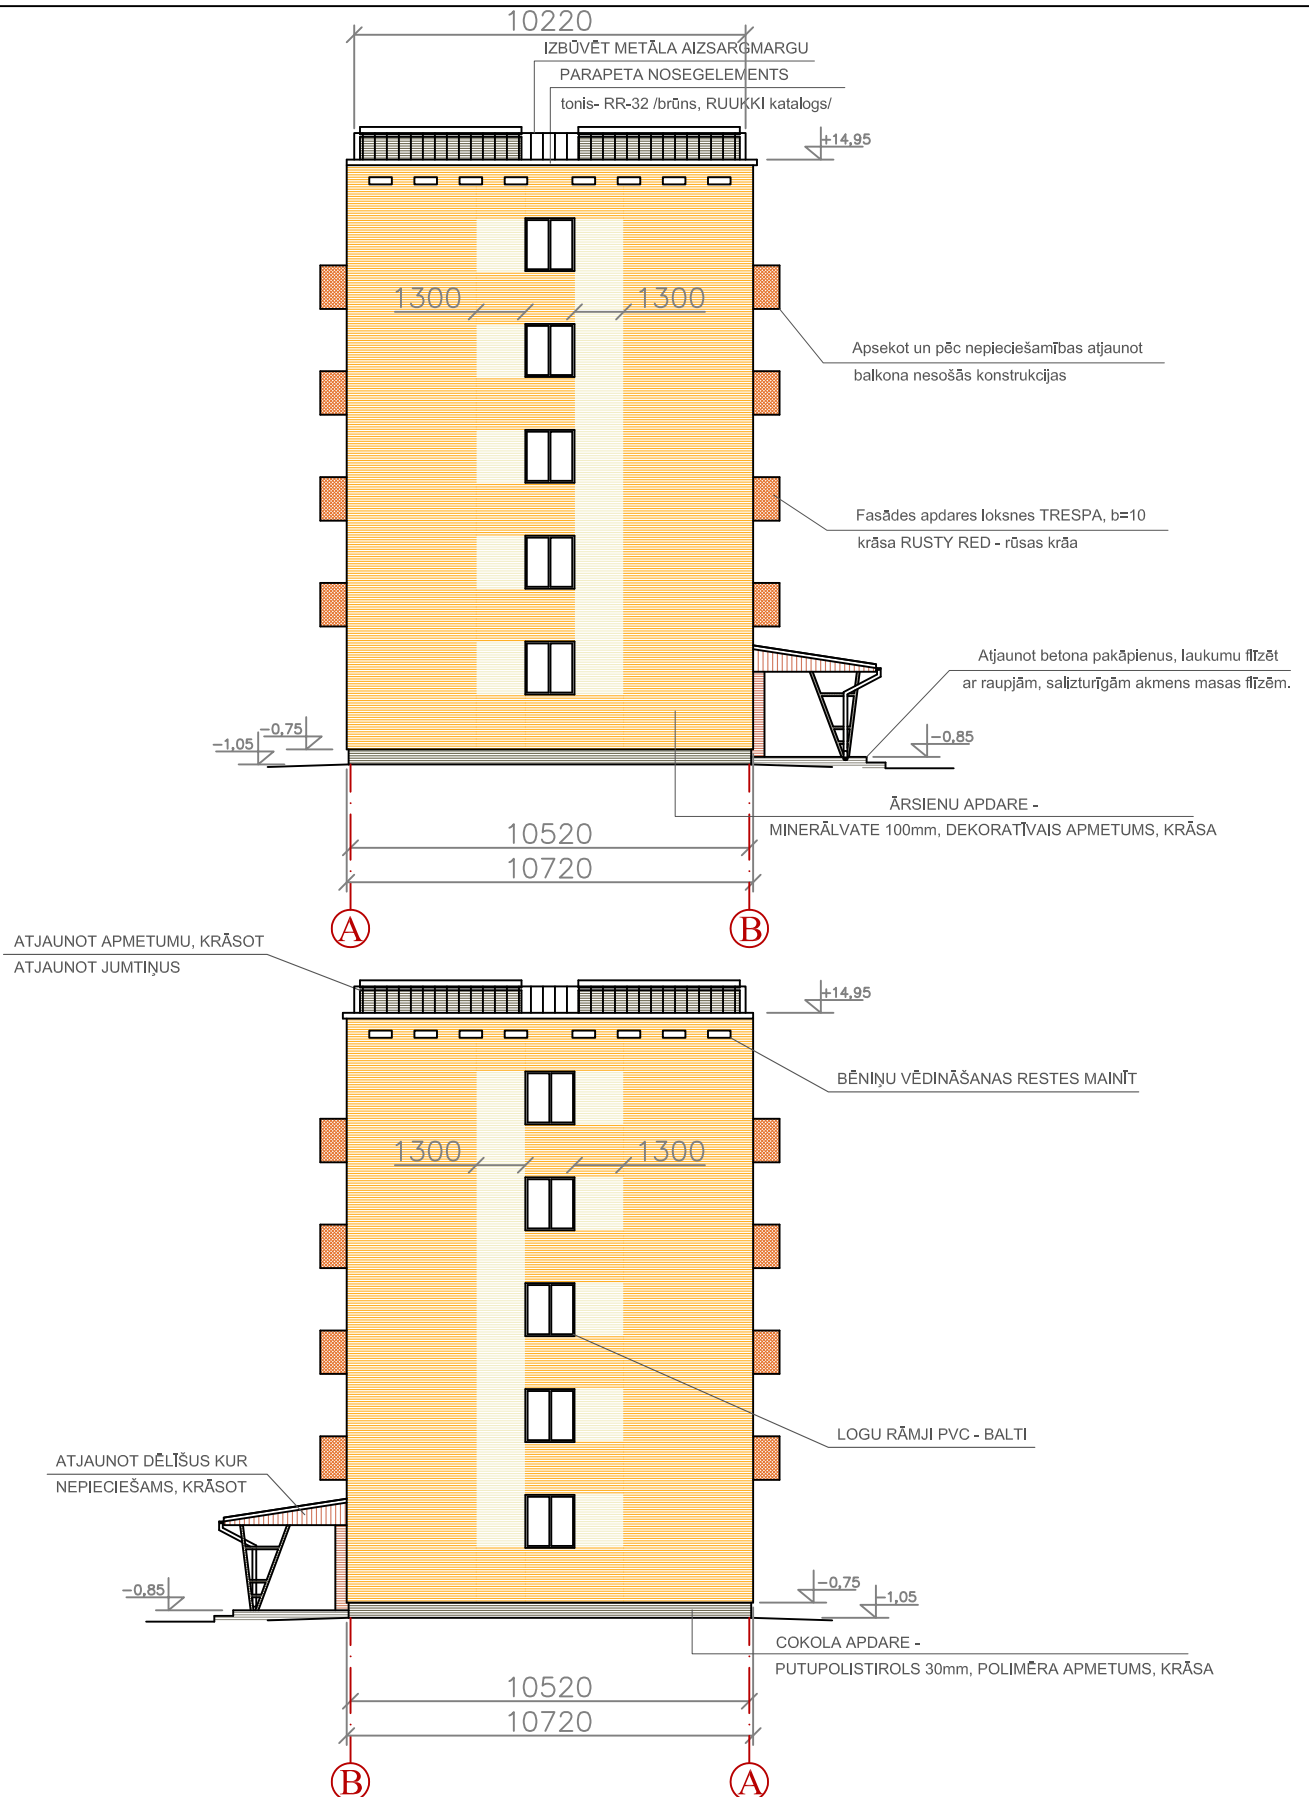 10220
IZBŪVĒT METĀLA AIZSARGMARGU
PARAPETA NOSEGELEMENTS
tonis- RR-32 /brūns, RUUKKI katalogs/
+14,95
1300
1300
Apsekot un pēc nepieciešamības atjaunot
balkona nesošās konstrukcijas
Fasādes apdares loksnes TRESPA, b=10
krāsa RUSTY RED - rūsas krāa
Atjaunot betona pakāpienus, laukumu flīzēt
ar raupjām, salizturīgām akmens masas flīzēm.
-0,75
-1,05
-0,85
ĀRSIENU APDARE -
MINERĀLVATE 100mm, DEKORATĪVAIS APMETUMS, KRĀSA
10520
10720
A
B
ATJAUNOT APMETUMU, KRĀSOT
ATJAUNOT JUMTIŅUS
+14,95
BĒNIŅU VĒDINĀŠANAS RESTES MAINĪT
1300
1300
LOGU RĀMJI PVC - BALTI
ATJAUNOT DĒLĪŠUS KUR
NEPIECIEŠAMS, KRĀSOT
-0,85
-0,75
-1,05
COKOLA APDARE -
PUTUPOLISTIROLS 30mm, POLIMĒRA APMETUMS, KRĀSA
10520
10720
B
A